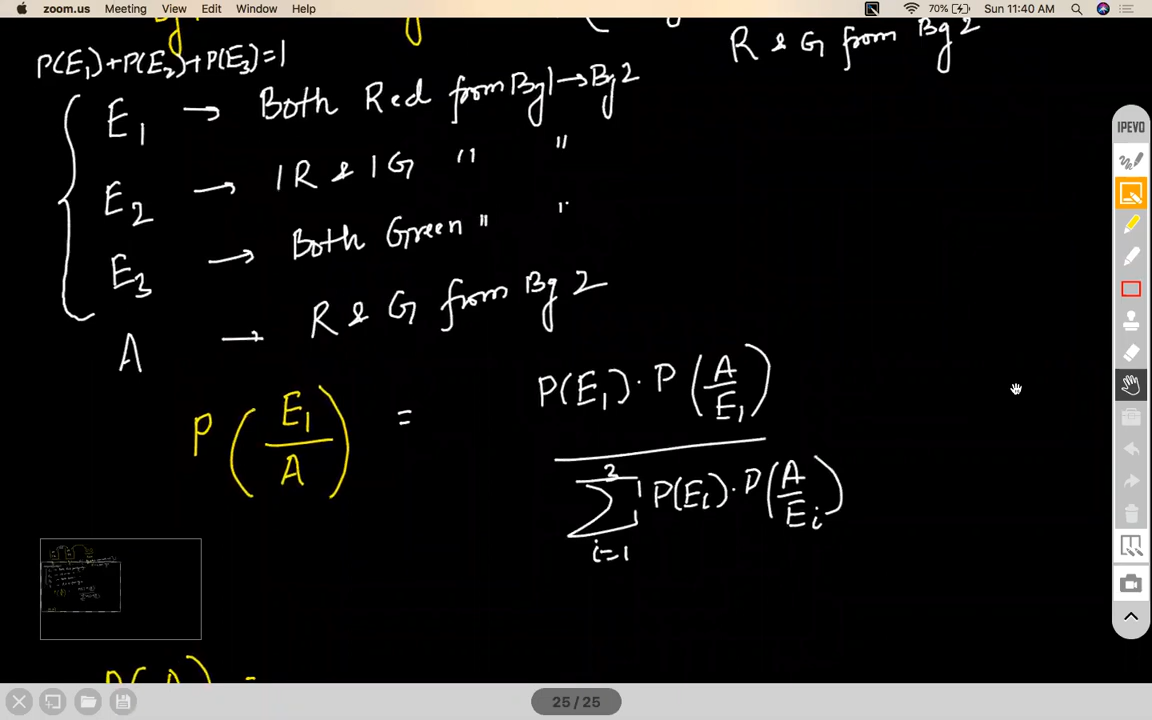 zoom.us Meeting View Edit Window Help 70% Sun 11:40 AM
Bg
R & G from Bg 2
P(E₁)+P(E₂)+P(E₃)=1
E₁ → Both Red from Bg1→Bg2
E₂ → 1R & 1G " "
E₃ → Both Green " "
A → R & G from Bg 2
P(E₁/A) = P(E₁)·P(A/E₁)
Σ i=1 3 P(Eᵢ)·P(A/Eᵢ)
IPEVO
25 / 25